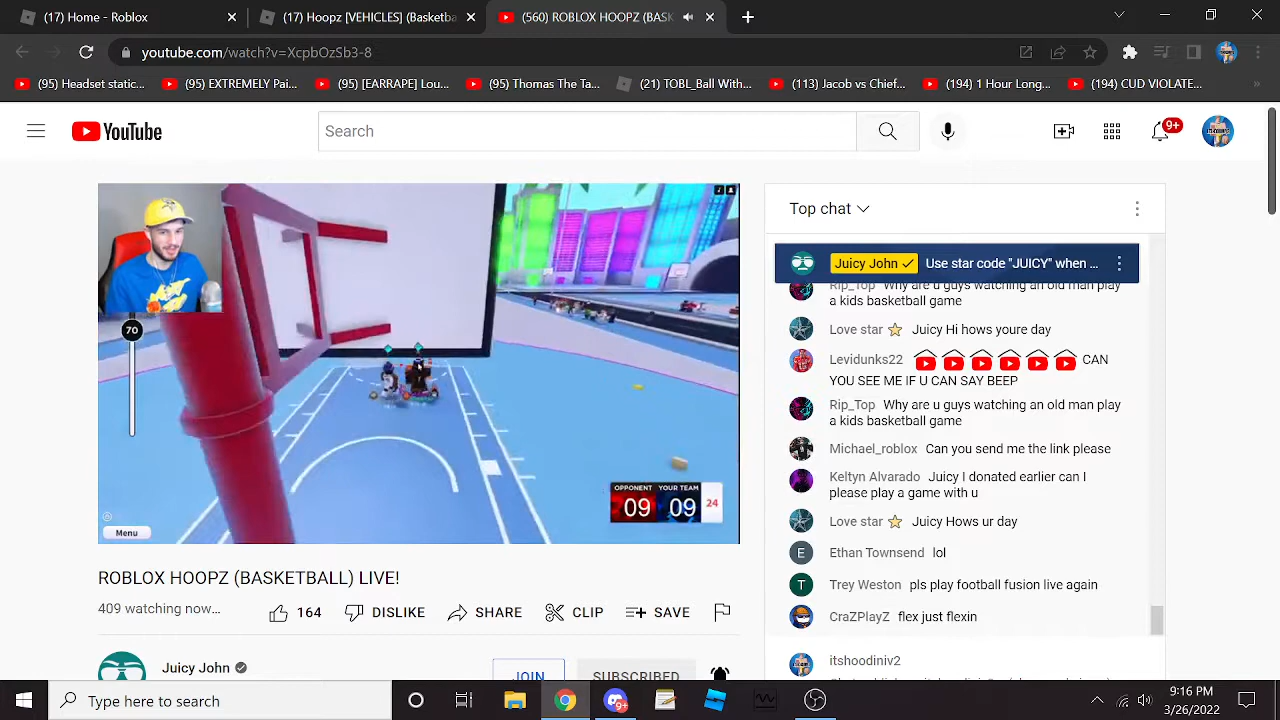 (17) Home - Roblox
(17) Hoopz [VEHICLES] (Basketba
(560) ROBLOX HOOPZ (BASK
youtube.com/watch?v=XcpbOzSb3-8
(95) Headset static...
(95) EXTREMELY Pai...
(95) [EARRAPE] Lou...
(95) Thomas The Ta...
(21) TOBL_Ball With...
(113) Jacob vs Chief...
(194) 1 Hour Long...
(194) CUD VIOLATE...
YouTube
Search
9+
70
OPPONENT YOUR TEAM
09 09 24
Menu
ROBLOX HOOPZ (BASKETBALL) LIVE!
409 watching now...
164
DISLIKE
SHARE
CLIP
SAVE
Juicy John
JOIN
SUBSCRIBED
Top chat
Juicy John Use star code "JUICY" when ...
Rip_Top Why are u guys watching an old man play
a kids basketball game
Love star Juicy Hi hows youre day
Levidunks22 CAN
YOU SEE ME IF U CAN SAY BEEP
Rip_Top Why are u guys watching an old man play
a kids basketball game
Michael_roblox Can you send me the link please
Keltyn Alvarado Juicy I donated earlier can I
please play a game with u
Love star Juicy Hows ur day
E Ethan Townsend lol
T Trey Weston pls play football fusion live again
CraZPlayZ flex just flexin
itshoodiniv2
Type here to search
9+
9:16 PM
3/26/2022